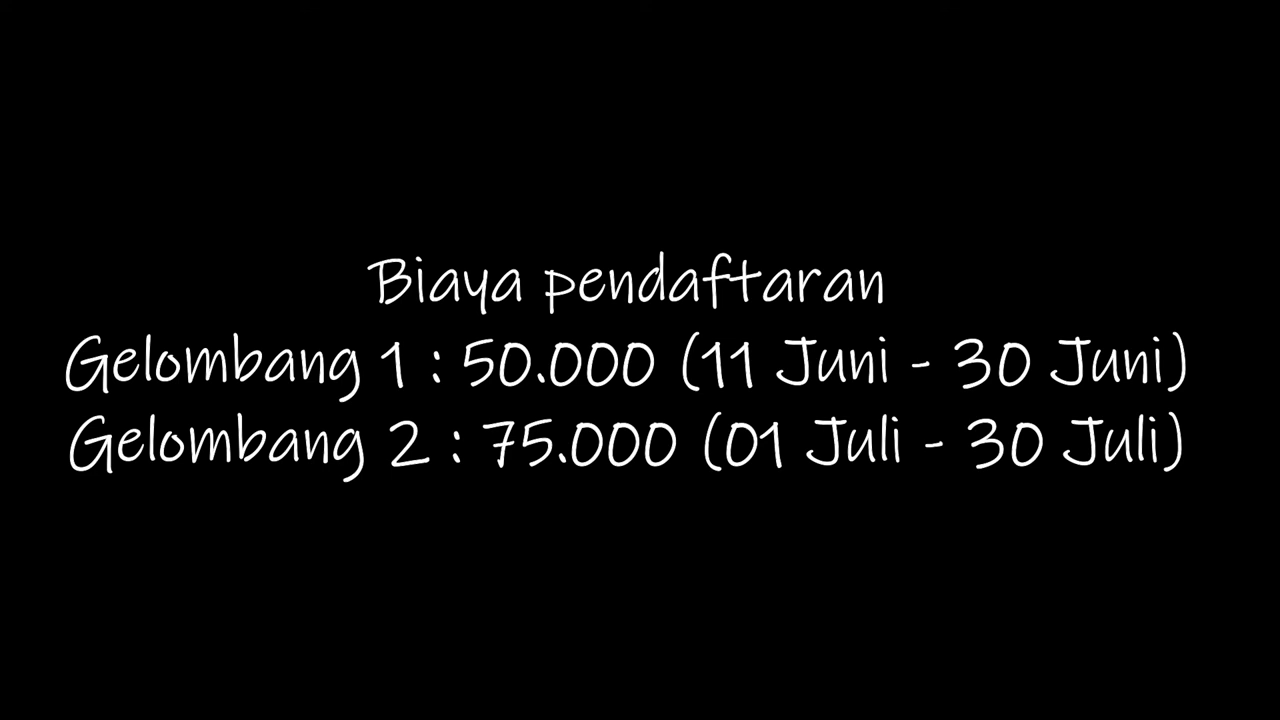 Biaya pendaftaran
Gelombang 1 : 50.000 (11 Juni - 30 Juni)
Gelombang 2 : 75.000 (01 Juli - 30 Juli)